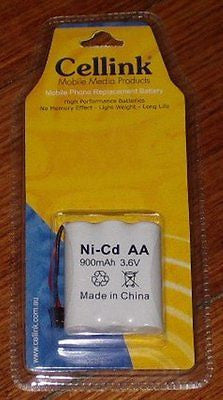 Cellink
Mobile Media Products
Mobile Phone Replacement Battery
High Performance Batteries
No Memory Effect - Light Weight - Long Life
Ni-Cd AA
900mAh 3.6V
Made in China
www.cellink.com.au